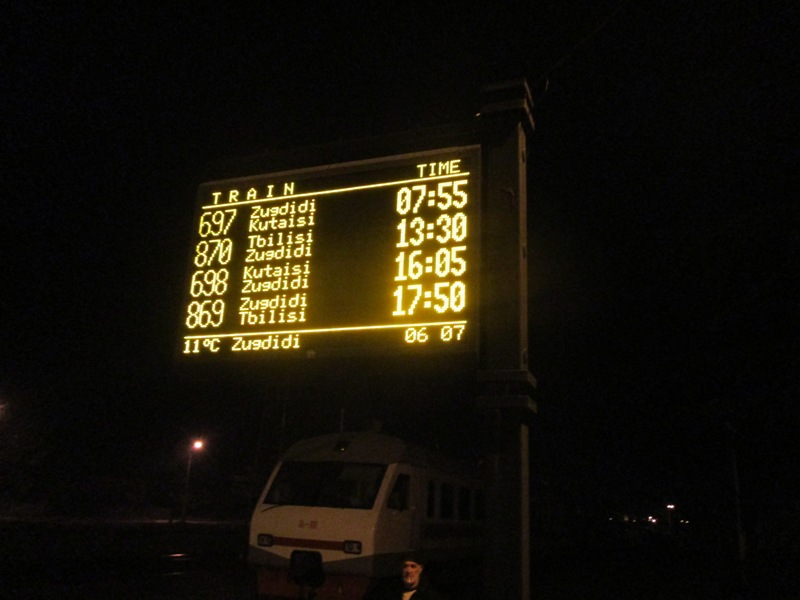 TRAIN TIME
697 Zugdidi Kutaisi 07:55
870 Tbilisi Zugdidi 13:30
698 Kutaisi Zugdidi 16:05
869 Zugdidi Tbilisi 17:50
11°C Zugdidi 06 07